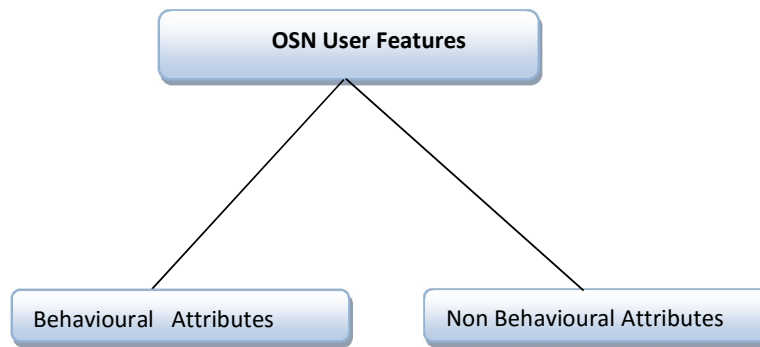 OSN User Features
Behavioural Attributes
Non Behavioural Attributes